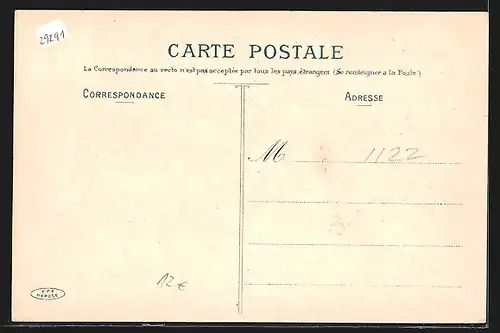 29291
CARTE POSTALE
La Correspondance au recto n'est pas acceptée par tous les pays étrangers (Se renseigner a la Poste)
CORRESPONDANCE
ADRESSE
M
1122
12€
DÉPOSÉ